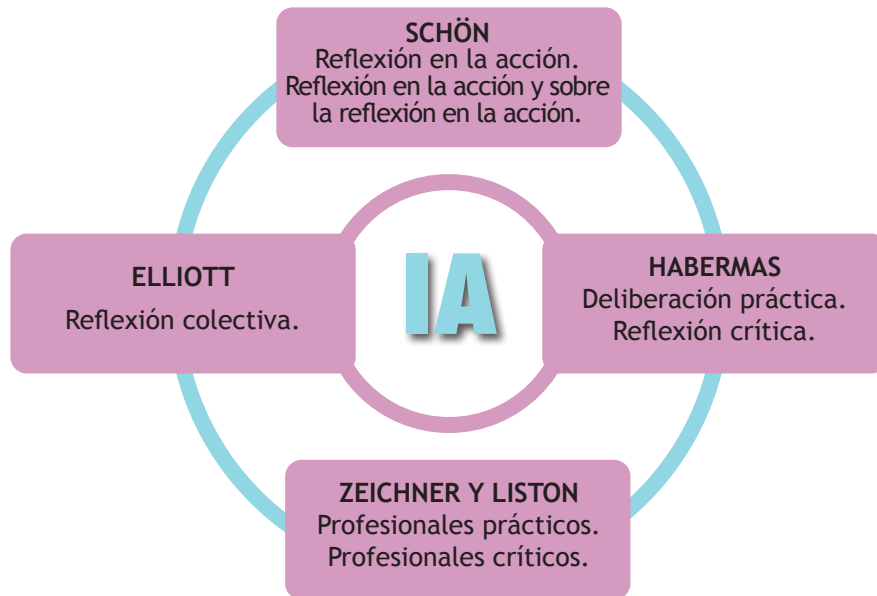 SCHÖN
Reflexión en la acción.
Reflexión en la acción y sobre
la reflexión en la acción.
ELLIOTT
Reflexión colectiva.
IA
HABERMAS
Deliberación práctica.
Reflexión crítica.
ZEICHNER Y LISTON
Profesionales prácticos.
Profesionales críticos.